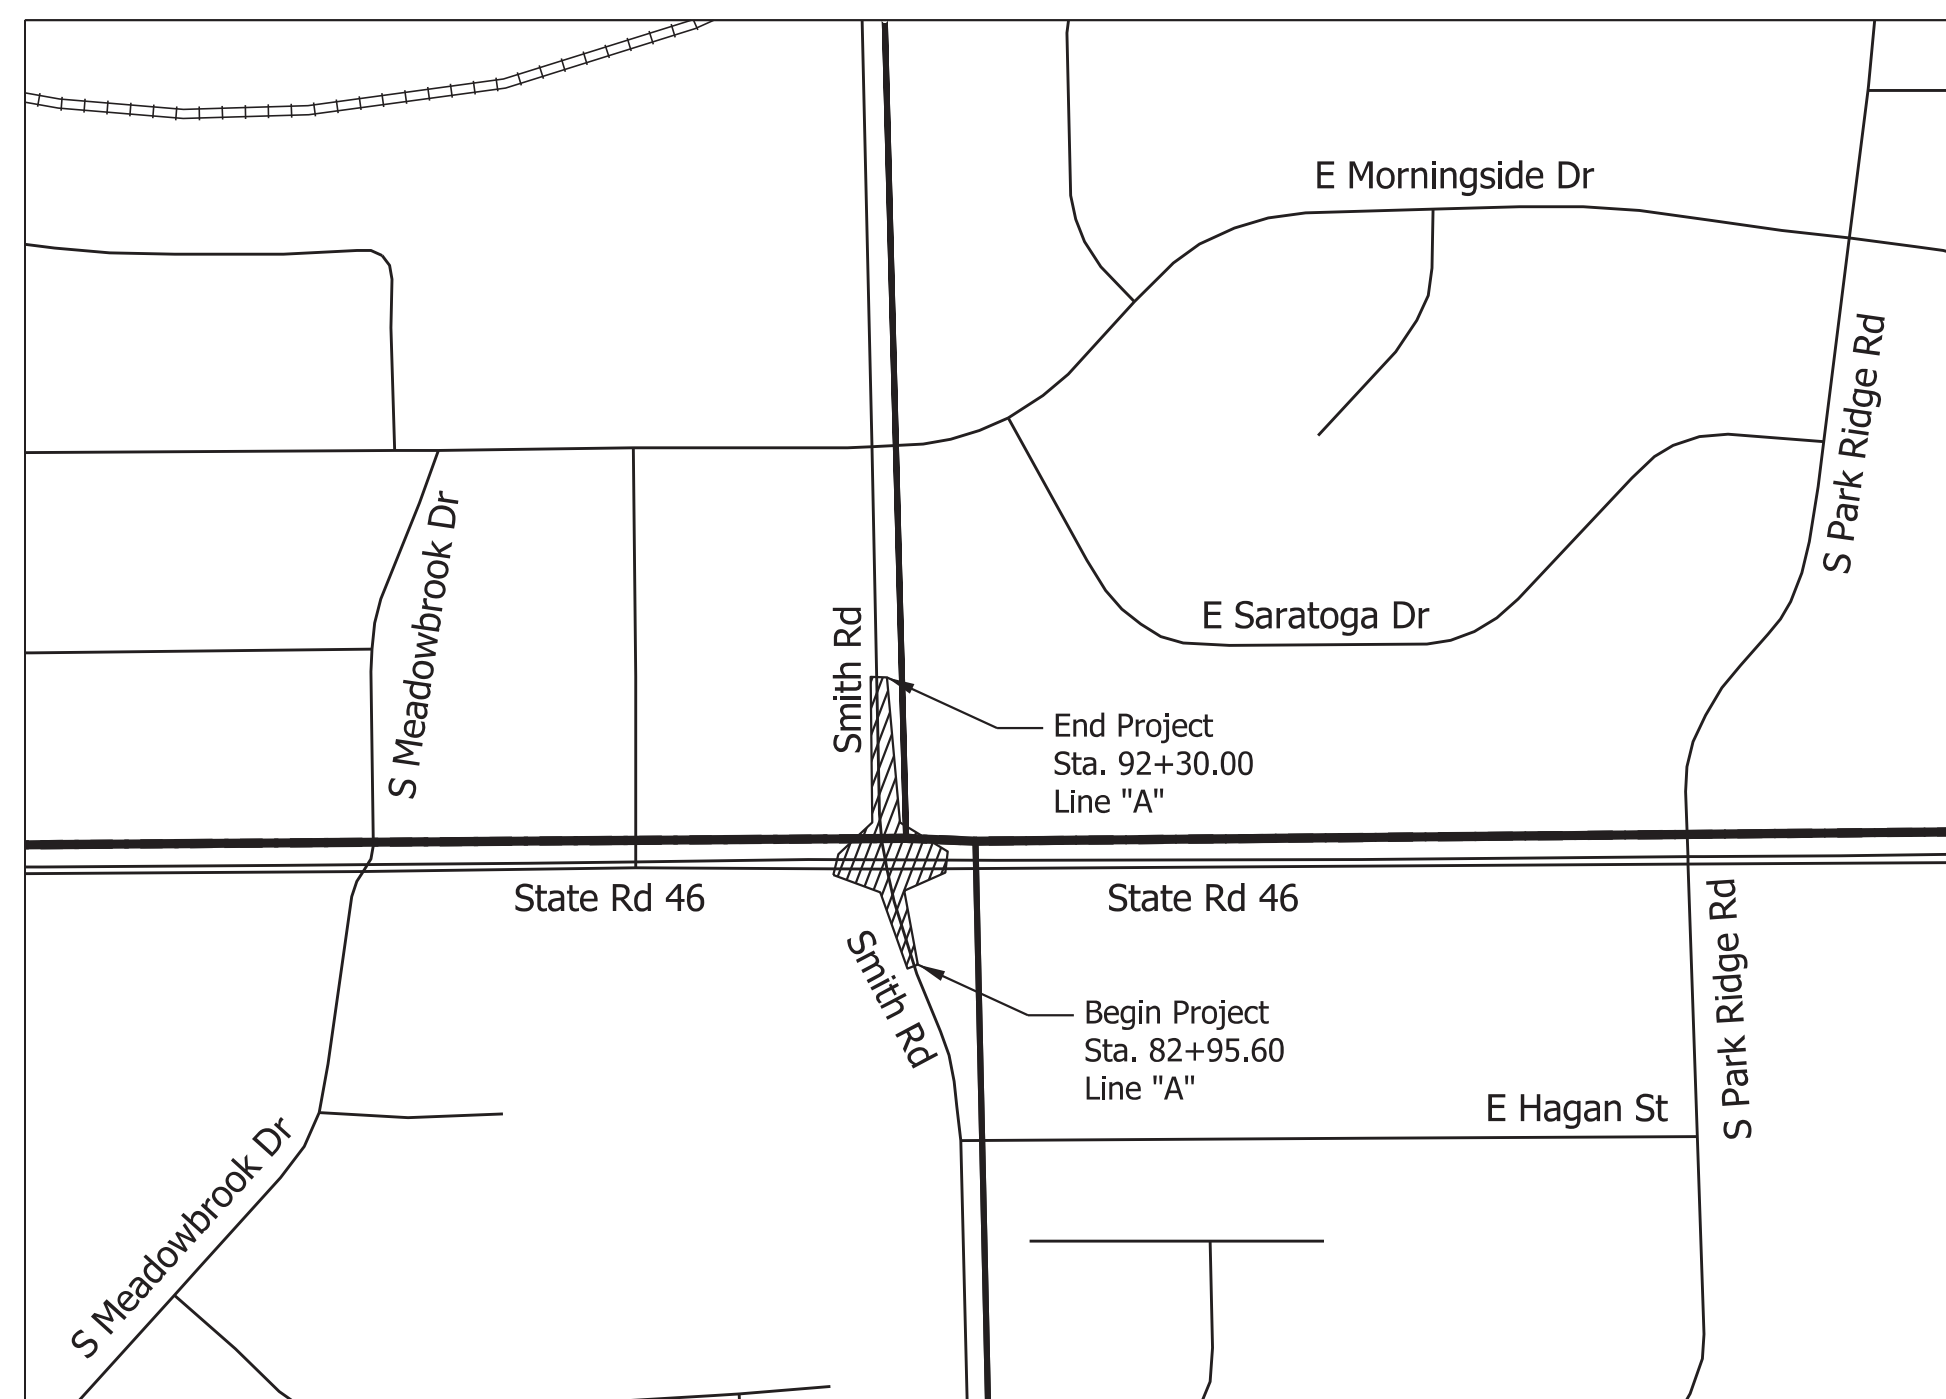 E Morningside Dr
S Park Ridge Rd
S Meadowbrook Dr
Smith Rd
E Saratoga Dr
End Project
Sta. 92+30.00
Line "A"
State Rd 46
State Rd 46
Smith Rd
S Park Ridge Rd
Begin Project
Sta. 82+95.60
Line "A"
E Hagan St
S Meadowbrook Dr